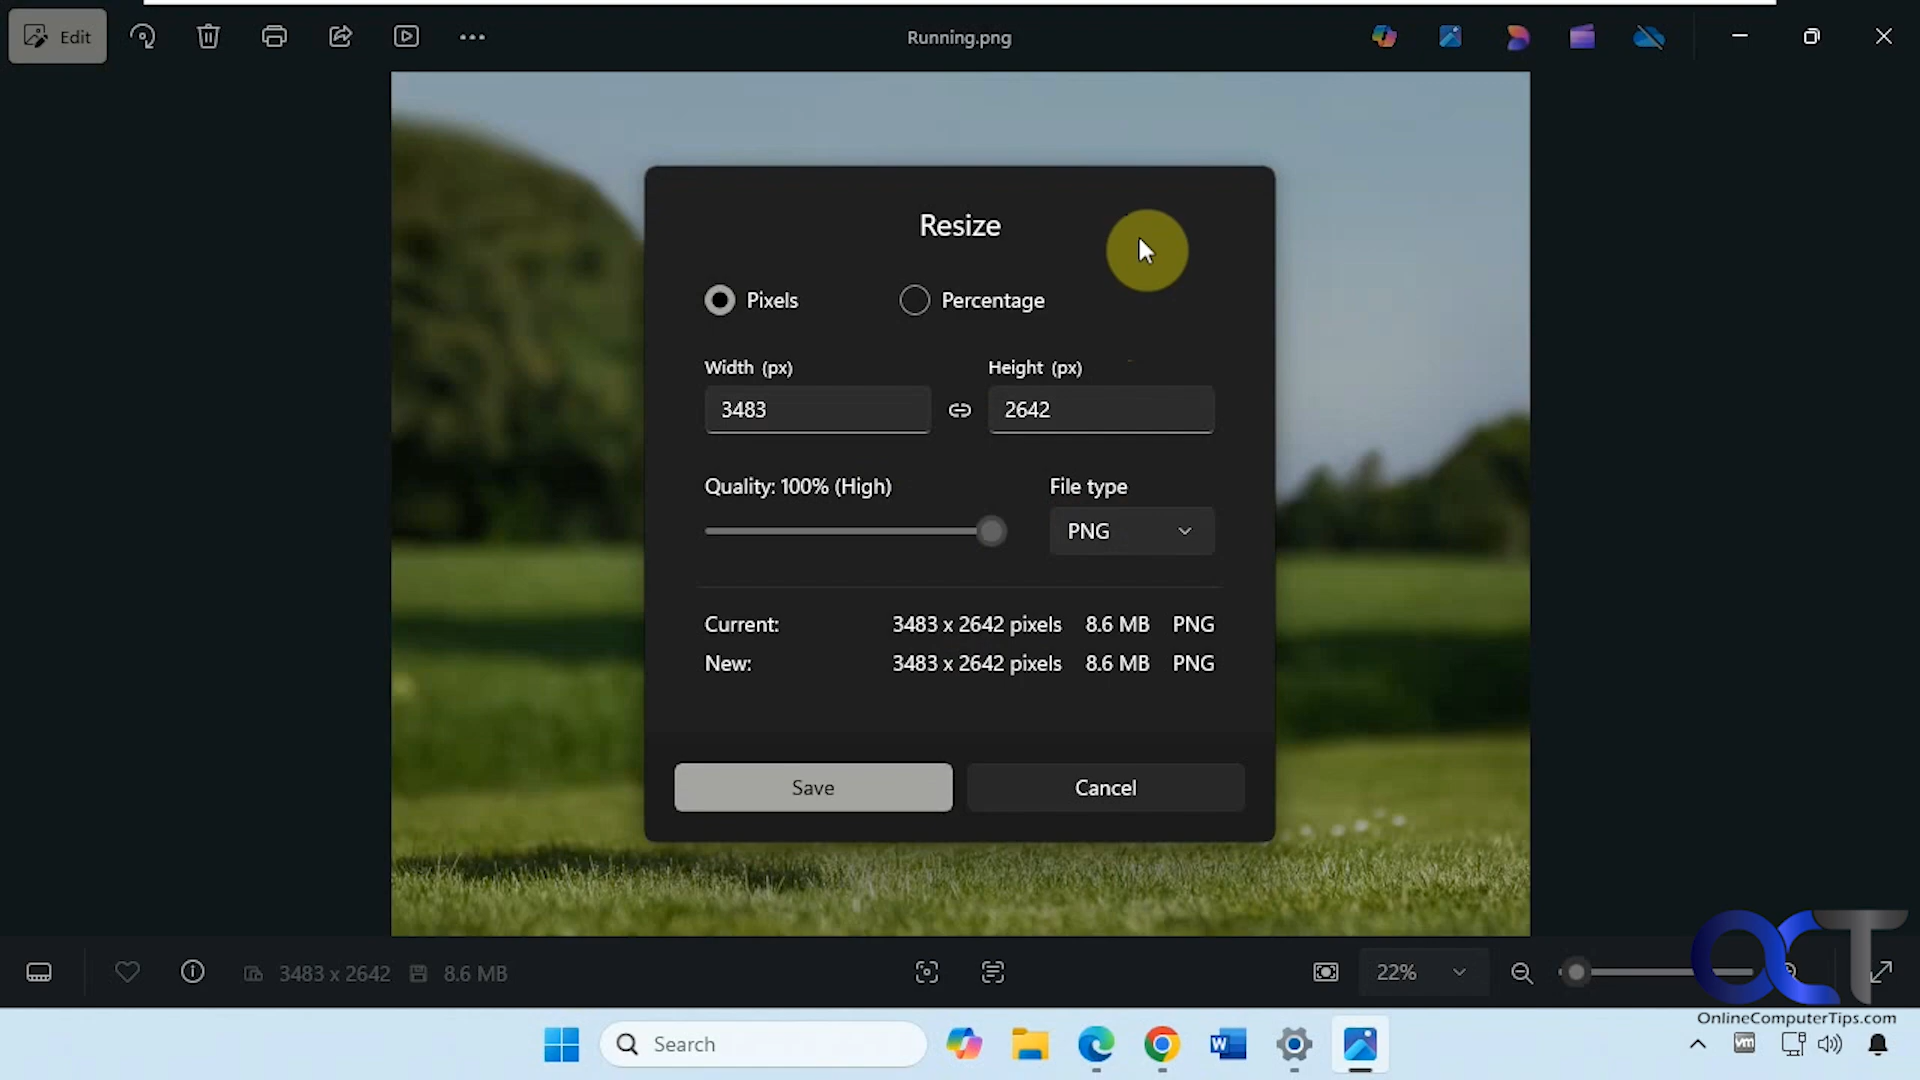 Edit
Running.png
Resize
Pixels
Percentage
Width (px)
Height (px)
3483
2642
Quality: 100% (High)
File type
PNG
Current: 3483 x 2642 pixels 8.6 MB PNG
New: 3483 x 2642 pixels 8.6 MB PNG
Save
Cancel
3483 x 2642
8.6 MB
22%
OCT
OnlineComputerTips.com
Search
W
vm